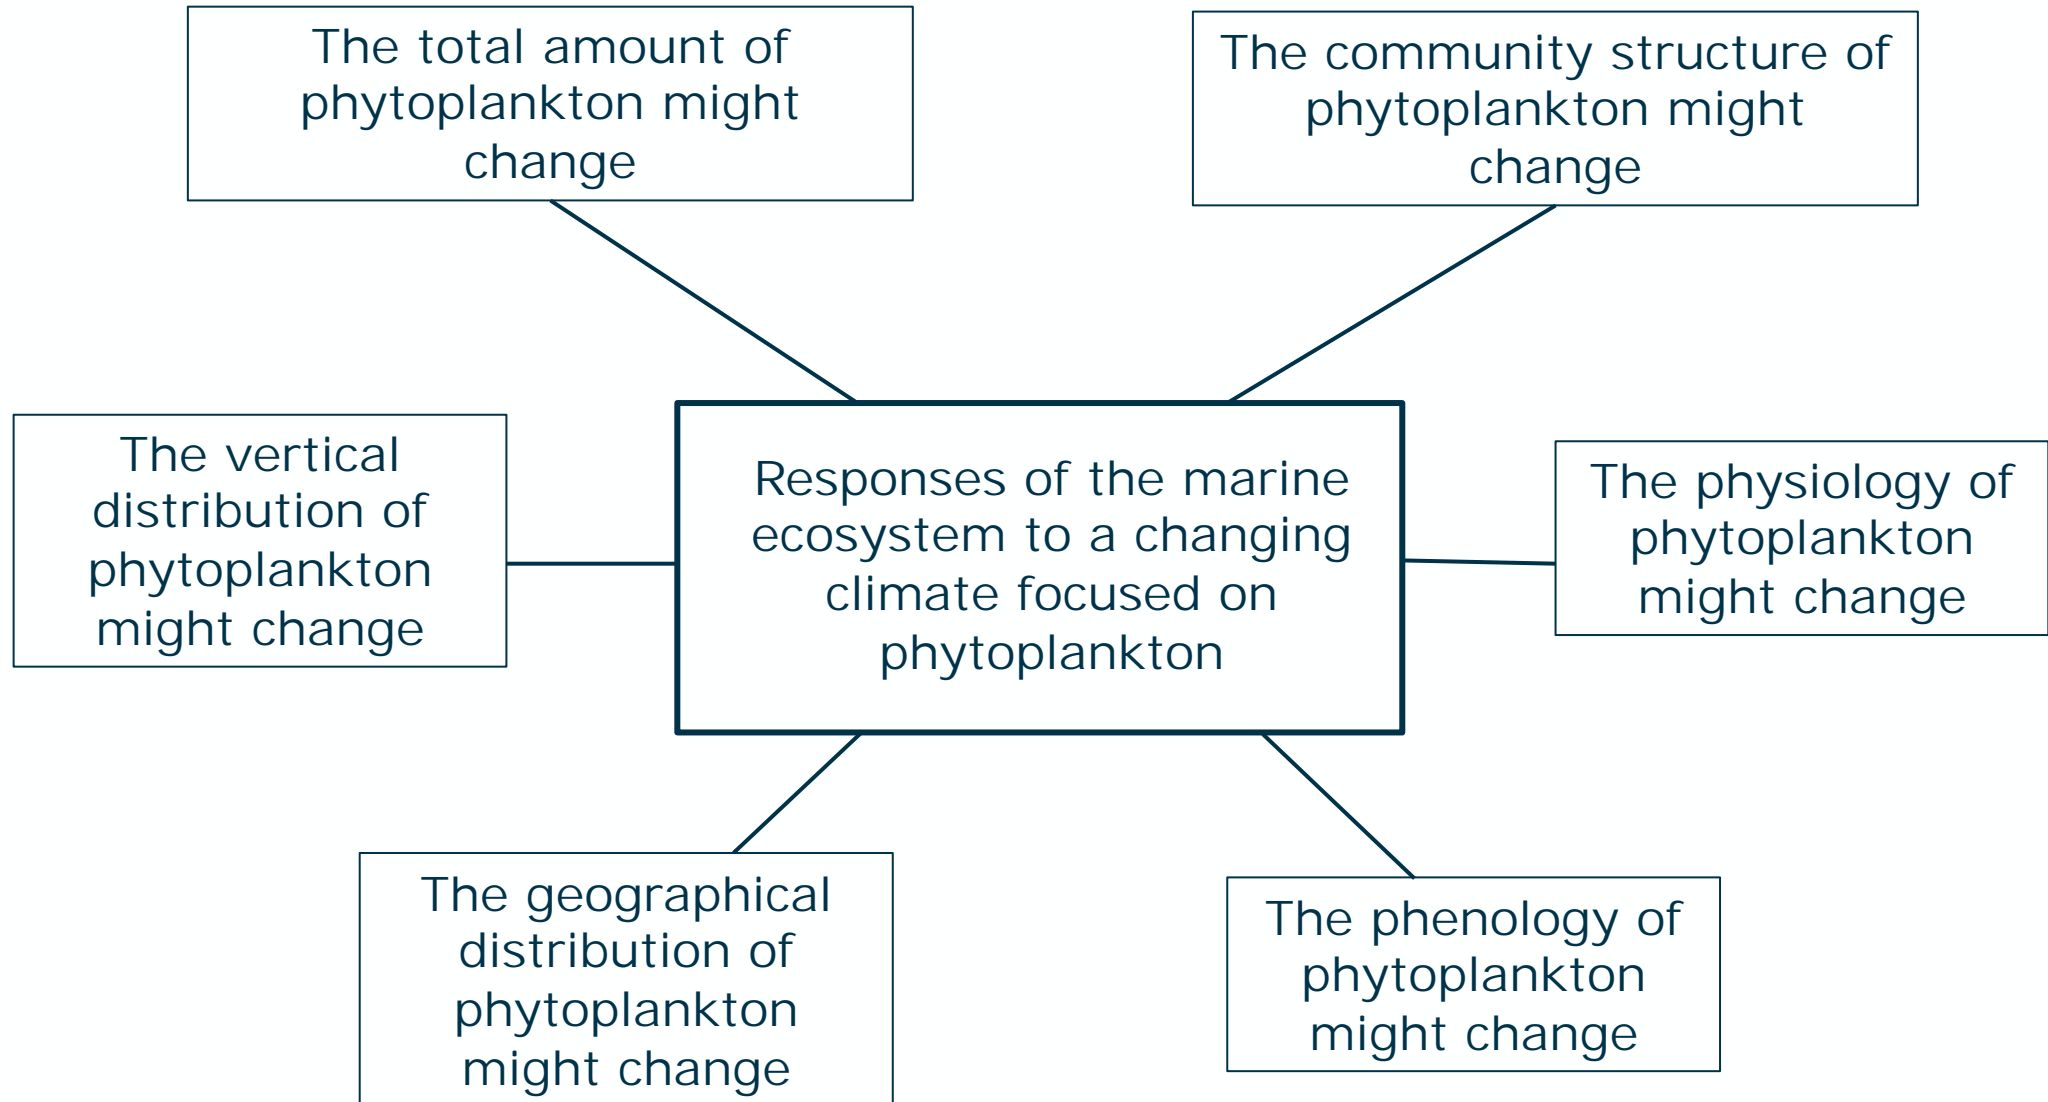 The total amount of
phytoplankton might
change
The community structure of
phytoplankton might
change
The vertical
distribution of
phytoplankton
might change
Responses of the marine
ecosystem to a changing
climate focused on
phytoplankton
The physiology of
phytoplankton
might change
The geographical
distribution of
phytoplankton
might change
The phenology of
phytoplankton
might change